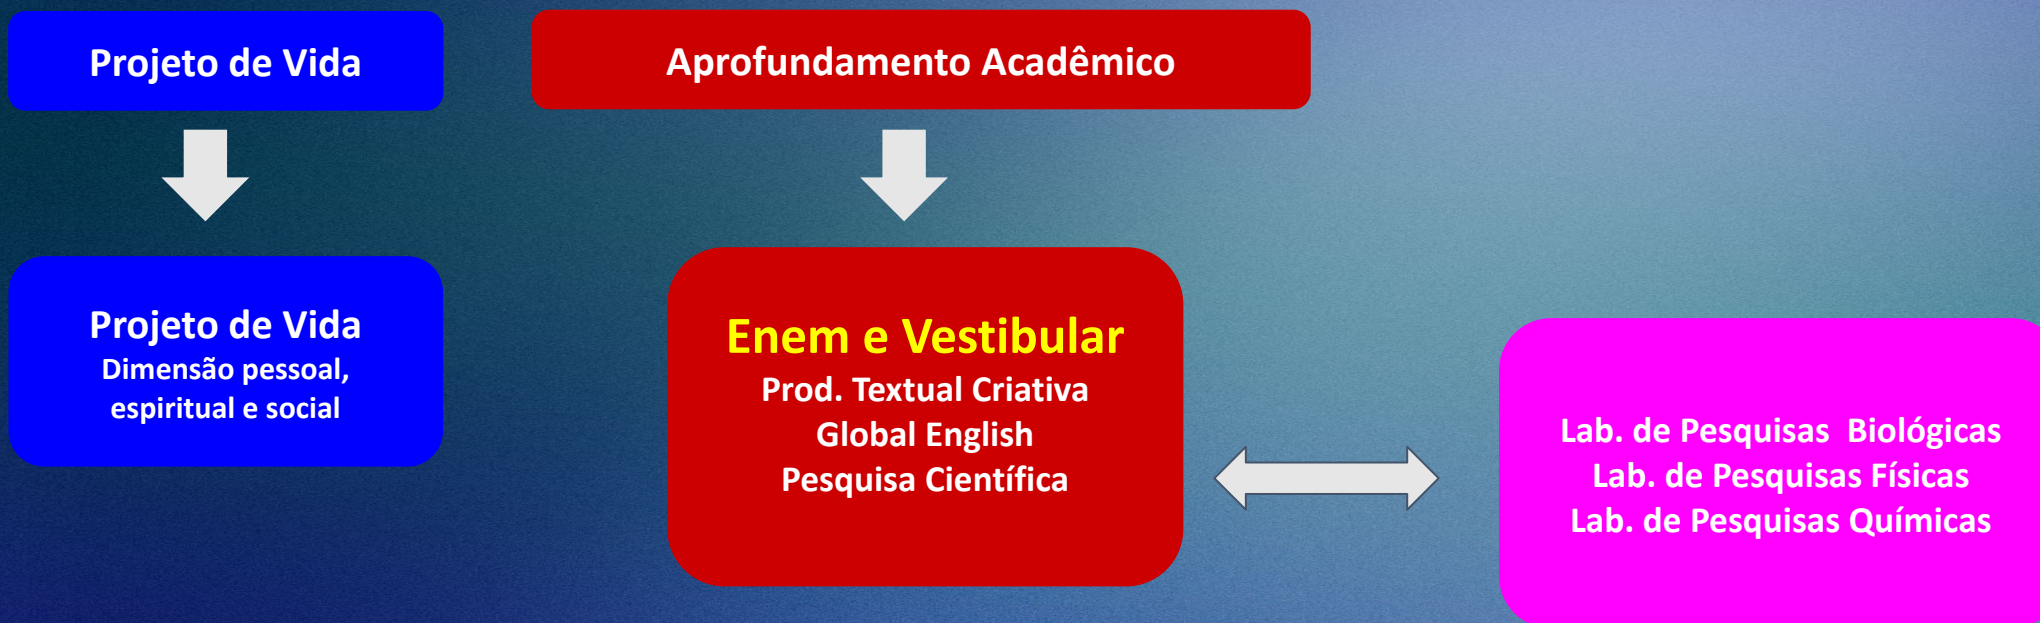 Projeto de Vida
Aprofundamento Acadêmico
Projeto de Vida
Dimensão pessoal,
espiritual e social
Enem e Vestibular
Prod. Textual Criativa
Global English
Pesquisa Científica
Lab. de Pesquisas  Biológicas
Lab. de Pesquisas Físicas
Lab. de Pesquisas Químicas